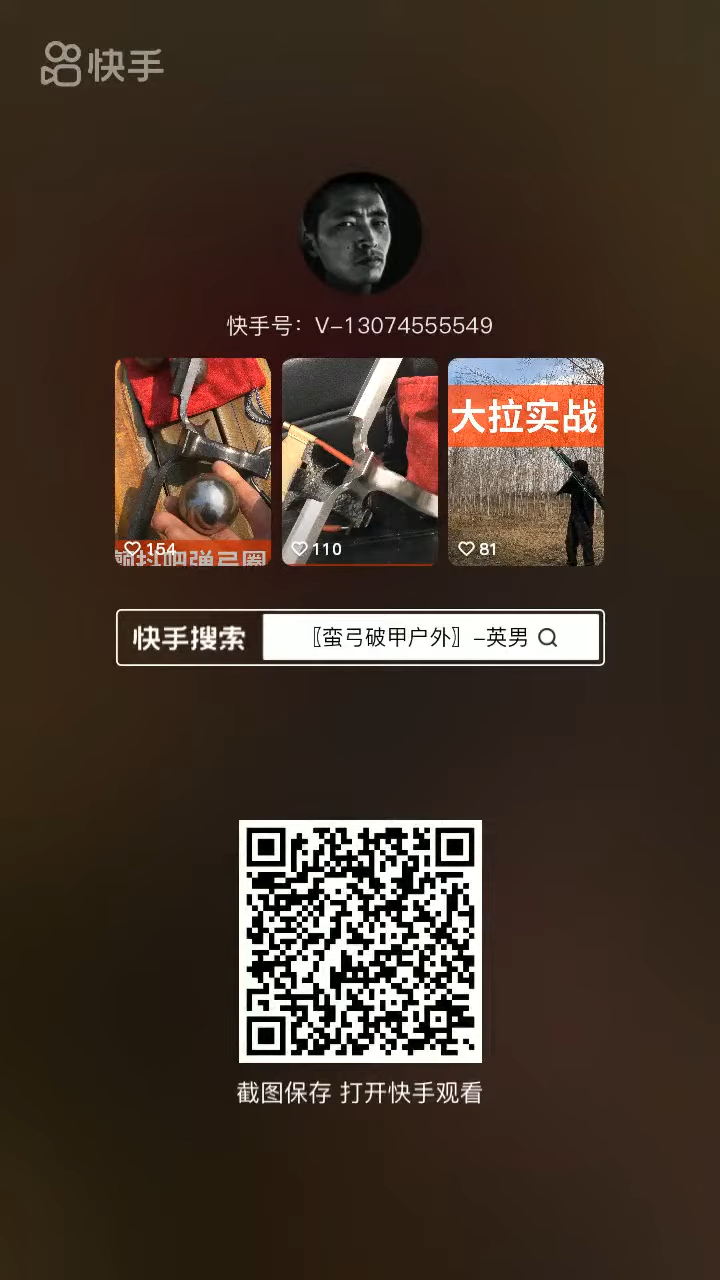 快手
快手号：V-13074555549
大拉实战
154
110
81
快手搜索
〖蛮弓破甲户外〗-英男
截图保存 打开快手观看